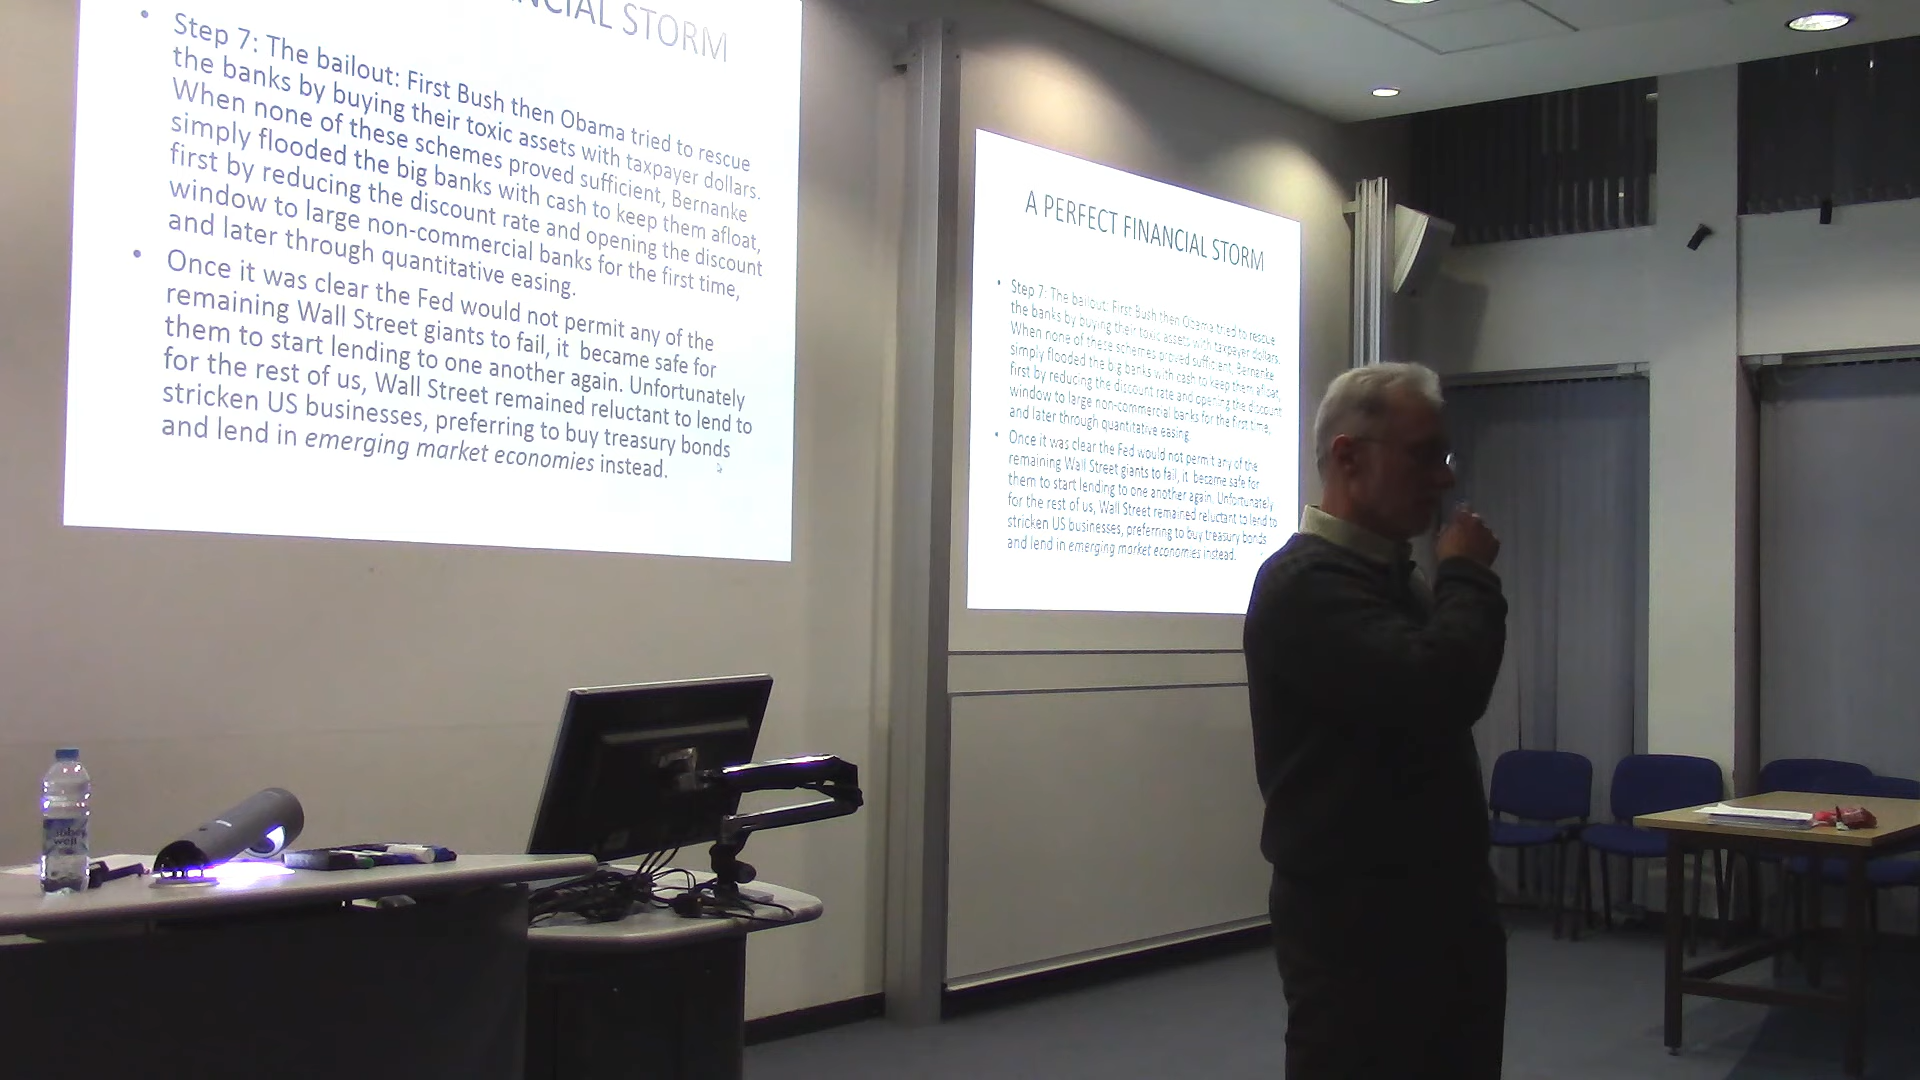 NCIAL STORM
• Step 7: The bailout: First Bush then Obama tried to rescue
the banks by buying their toxic assets with taxpayer dollars.
When none of these schemes proved sufficient, Bernanke
simply flooded the big banks with cash to keep them afloat,
first by reducing the discount rate and opening the discount
window to large non-commercial banks for the first time,
and later through quantitative easing.
• Once it was clear the Fed would not permit any of the
remaining Wall Street giants to fail, it became safe for
them to start lending to one another again. Unfortunately
for the rest of us, Wall Street remained reluctant to lend to
stricken US businesses, preferring to buy treasury bonds
and lend in emerging market economies instead.
A PERFECT FINANCIAL STORM
• Step 7: The bailout: First Bush then Obama tried to rescue
the banks by buying their toxic assets with taxpayer dollars.
When none of these schemes proved sufficient, Bernanke
simply flooded the big banks with cash to keep them afloat,
first by reducing the discount rate and opening the discount
window to large non-commercial banks for the first time,
and later through quantitative easing.
• Once it was clear the Fed would not permit any of the
remaining Wall Street giants to fail, it became safe for
them to start lending to one another again. Unfortunately
for the rest of us, Wall Street remained reluctant to lend to
stricken US businesses, preferring to buy treasury bonds
and lend in emerging market economies instead.
abbey
well